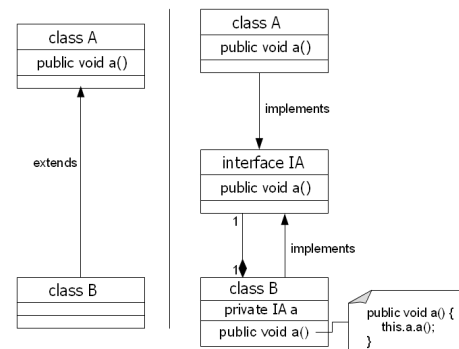 class A
public void a()
extends
class B
class A
public void a()
implements
interface IA
public void a()
1
implements
1
class B
private IA a
public void a()
public void a() {
this.a.a();
}